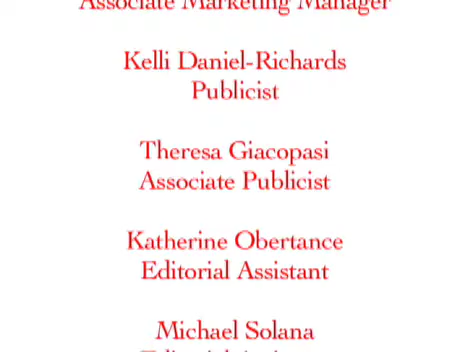 Associate Marketing Manager
Kelli Daniel-Richards
Publicist
Theresa Giacopasi
Associate Publicist
Katherine Obertance
Editorial Assistant
Michael Solana